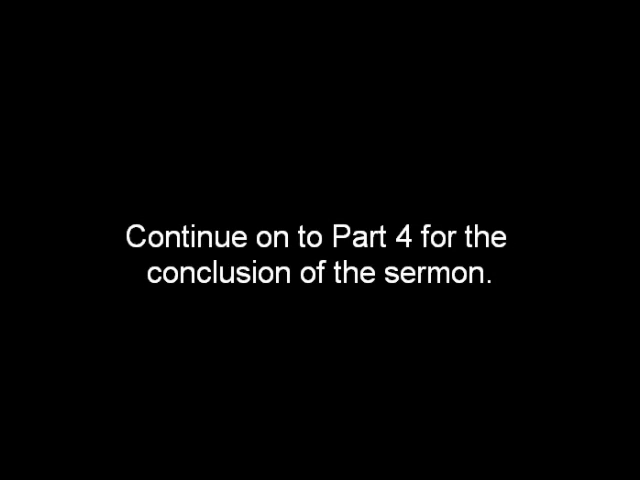 Continue on to Part 4 for the
conclusion of the sermon.